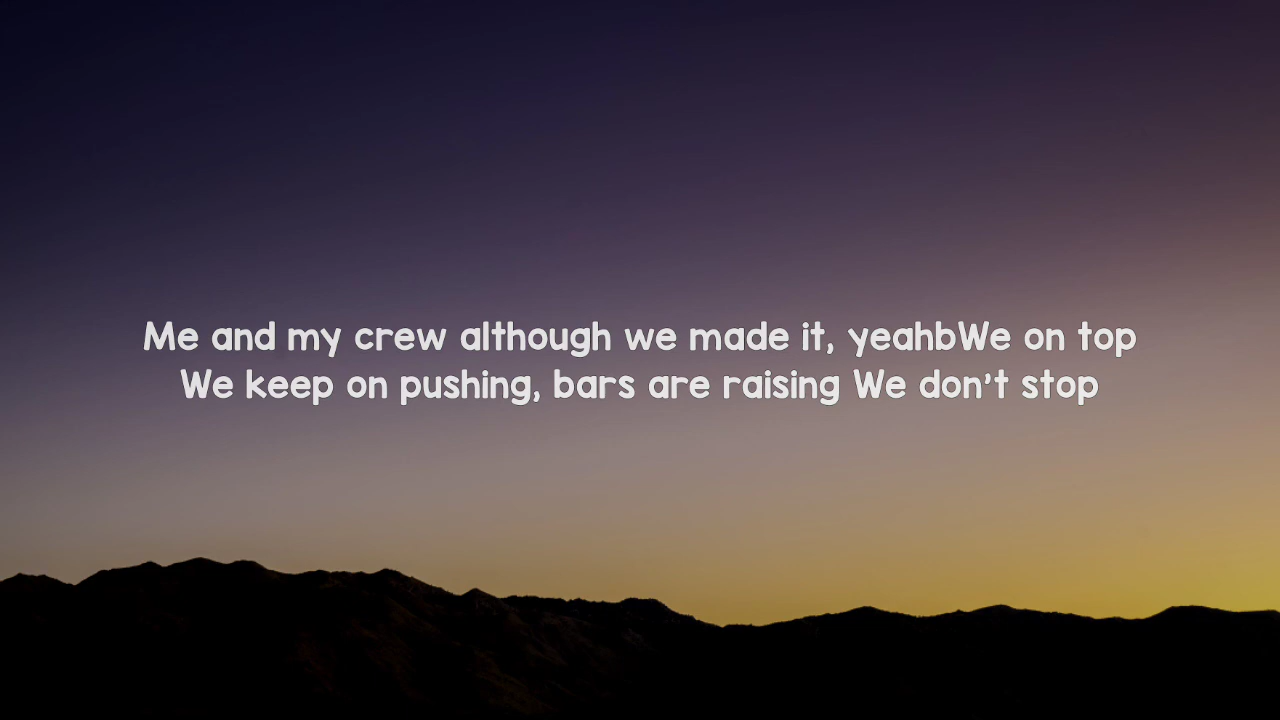 Me and my crew although we made it, yeahbWe on top
We keep on pushing, bars are raising We don't stop